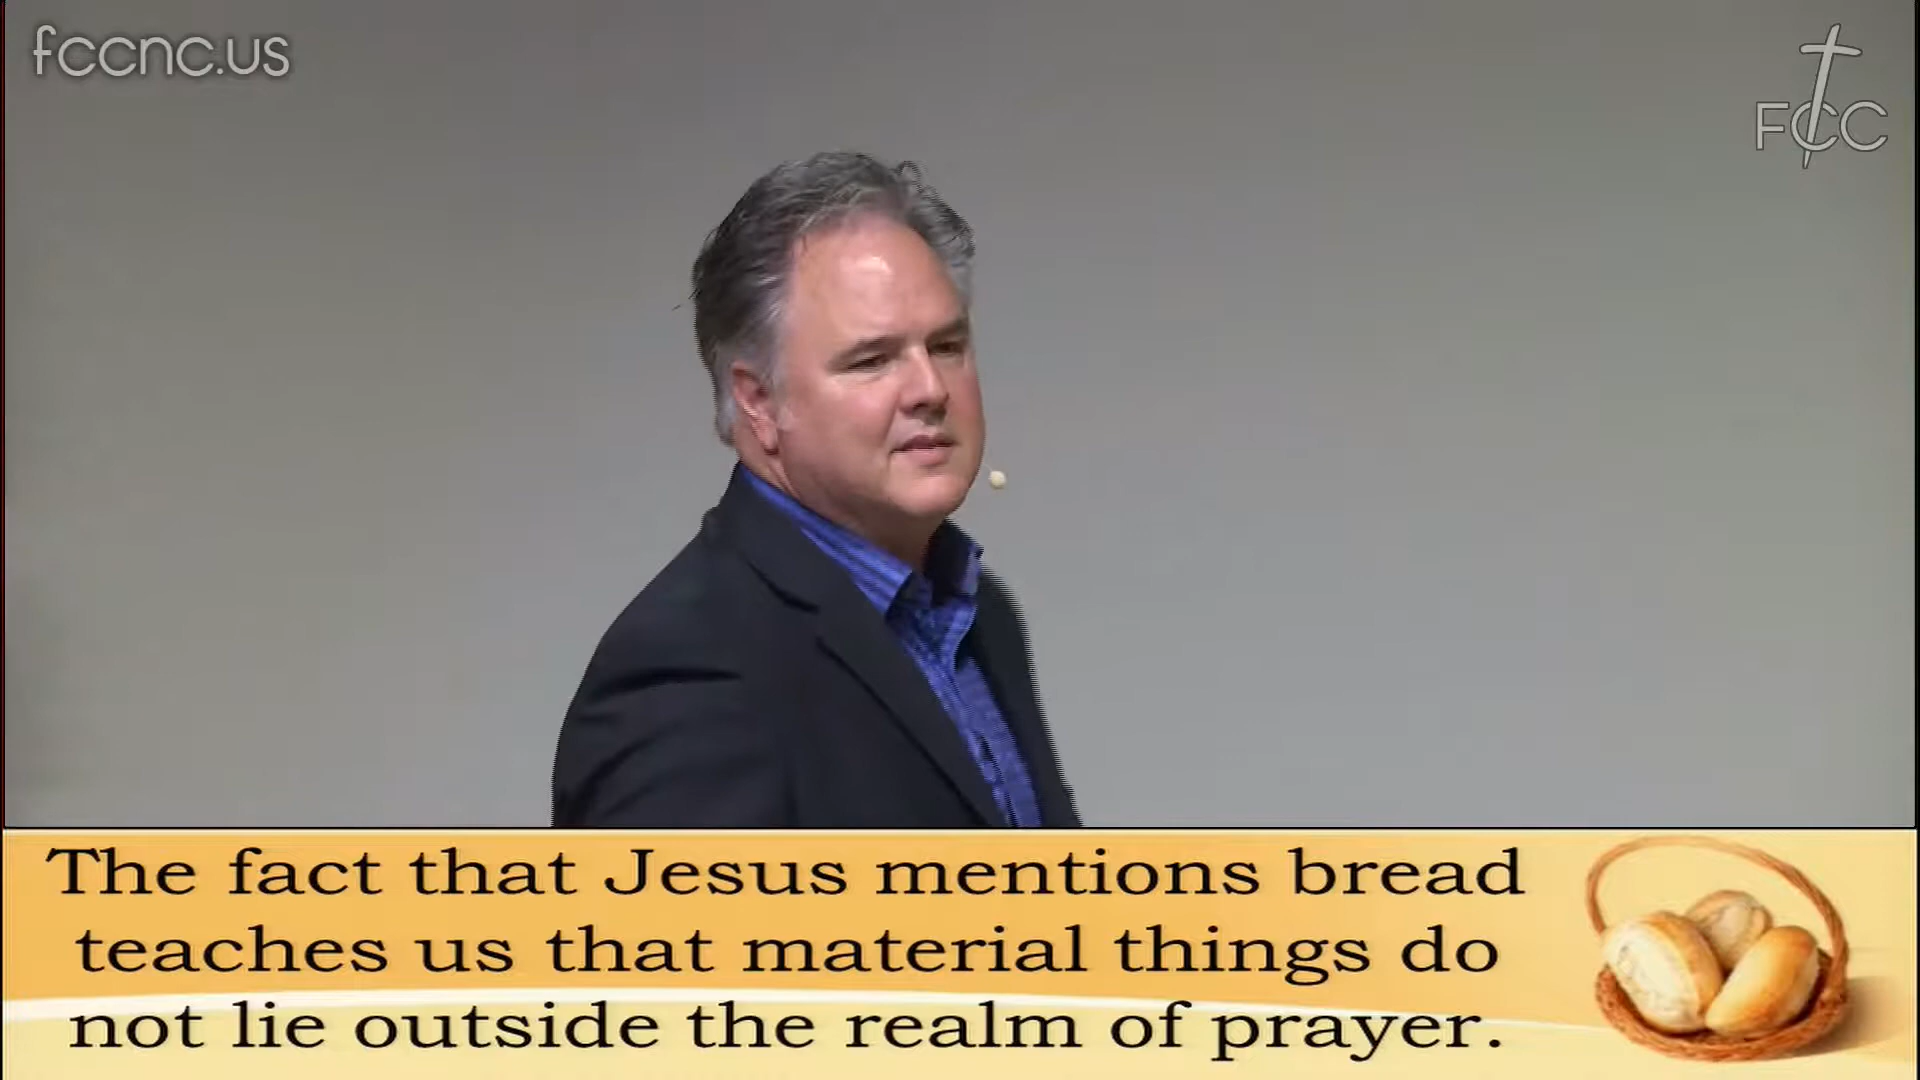 fccnc.us
FCC
The fact that Jesus mentions bread
teaches us that material things do
not lie outside the realm of prayer.